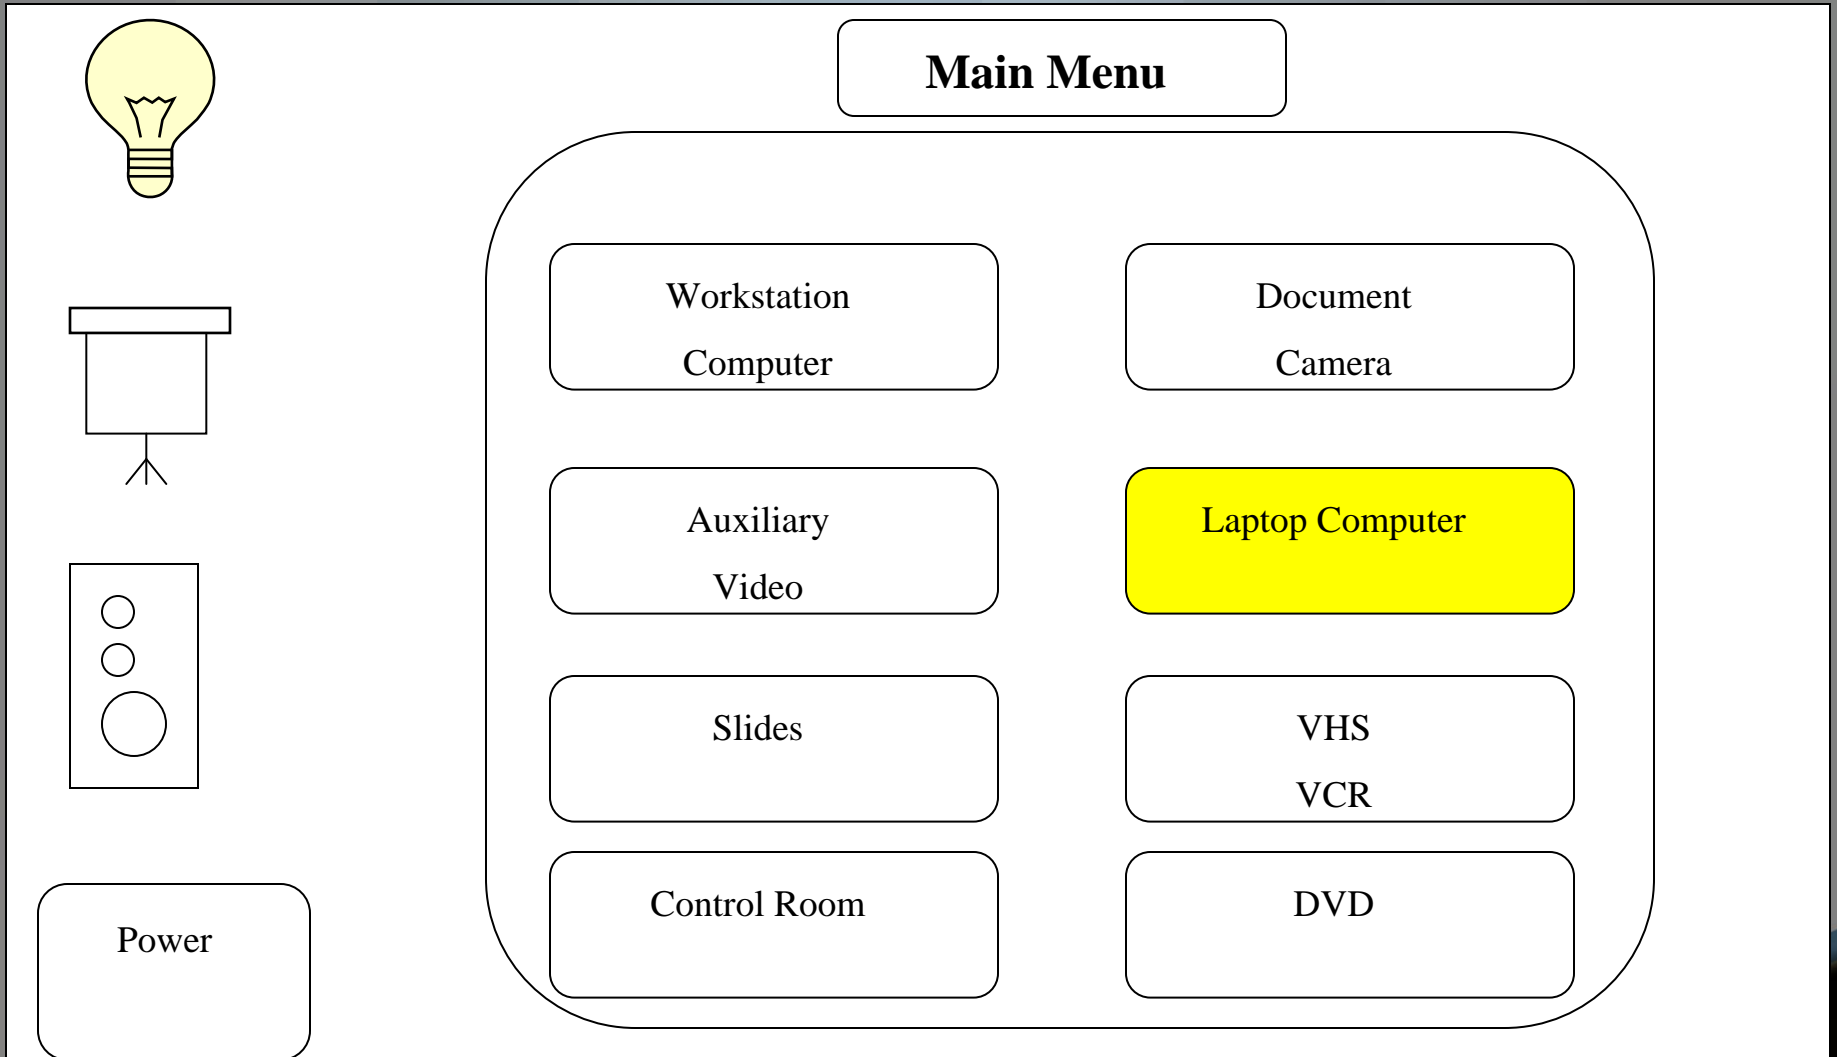 Main Menu
Workstation
Computer
Document
Camera
Auxiliary
Video
Laptop Computer
Slides
VHS
VCR
Control Room
DVD
Power